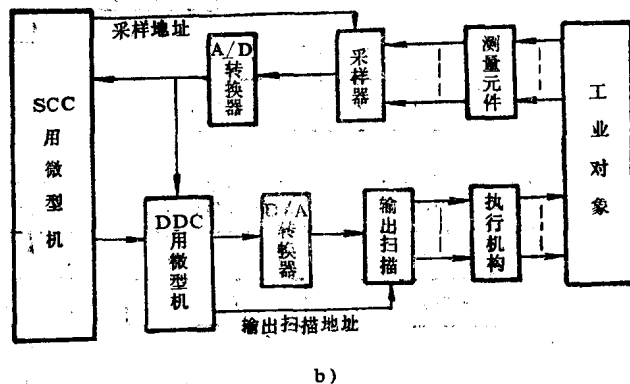 采样地址
A/D
转换器
采样器
测量元件
工业对象
SCC
用微型机
DDC
用微型机
D/A
转换器
输出扫描
执行机构
输出扫描地址
b)